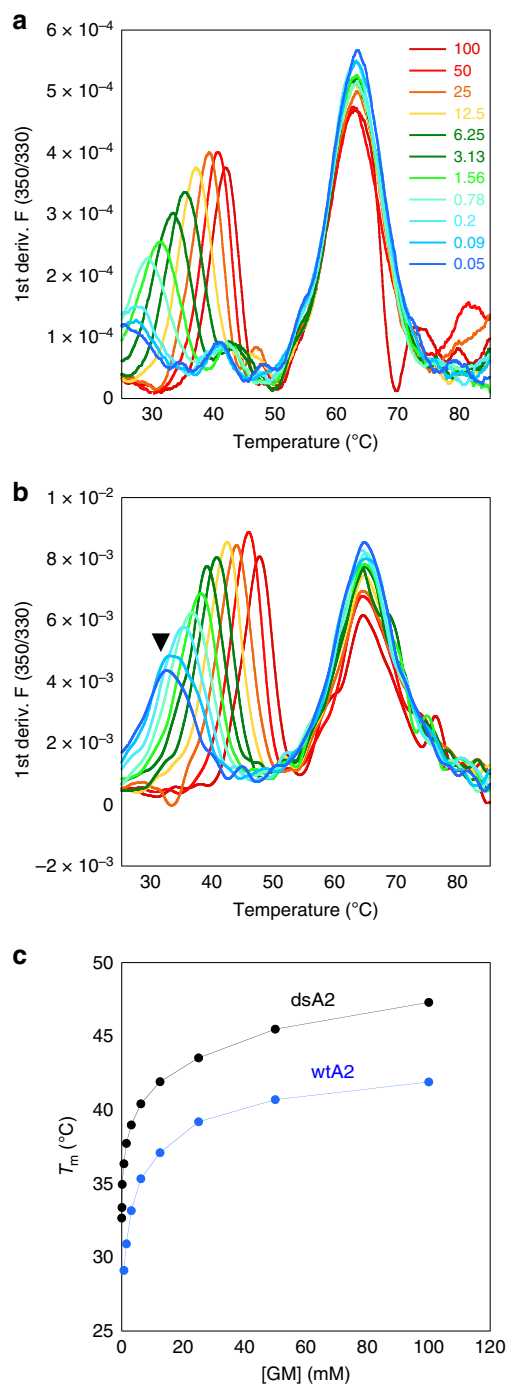 a
6 × 10⁻⁴
5 × 10⁻⁴
4 × 10⁻⁴
3 × 10⁻⁴
2 × 10⁻⁴
1 × 10⁻⁴
0
1st deriv. F (350/330)
100
50
25
12.5
6.25
3.13
1.56
0.78
0.2
0.09
0.05
30 40 50 60 70 80
Temperature (°C)
b
1 × 10⁻²
8 × 10⁻³
6 × 10⁻³
4 × 10⁻³
2 × 10⁻³
0
−2 × 10⁻³
1st deriv. F (350/330)
30 40 50 60 70 80
Temperature (°C)
c
50
45
40
35
30
25
Tm (°C)
dsA2
wtA2
0 20 40 60 80 100 120
[GM] (mM)